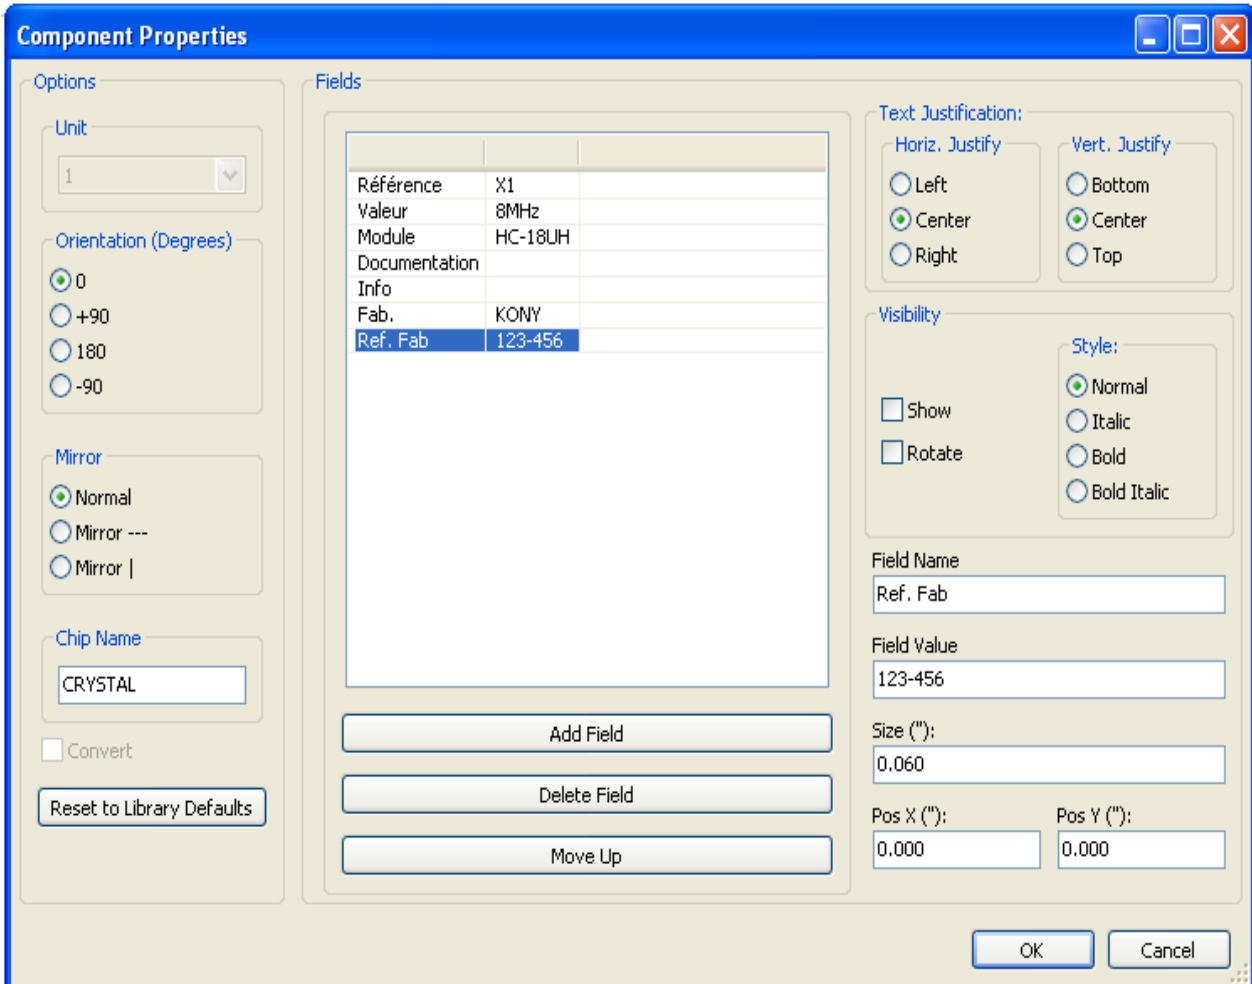 Component Properties
Options
Unit
1
Orientation (Degrees)
0
+90
180
-90
Mirror
Normal
Mirror ---
Mirror |
Chip Name
CRYSTAL
Convert
Reset to Library Defaults
Fields
Référence X1
Valeur 8MHz
Module HC-18UH
Documentation
Info
Fab. KONY
Ref. Fab 123-456
Add Field
Delete Field
Move Up
Text Justification:
Horiz. Justify
Left
Center
Right
Vert. Justify
Bottom
Center
Top
Visibility
Show
Rotate
Style:
Normal
Italic
Bold
Bold Italic
Field Name
Ref. Fab
Field Value
123-456
Size ("):
0.060
Pos X ("):
0.000
Pos Y ("):
0.000
OK
Cancel